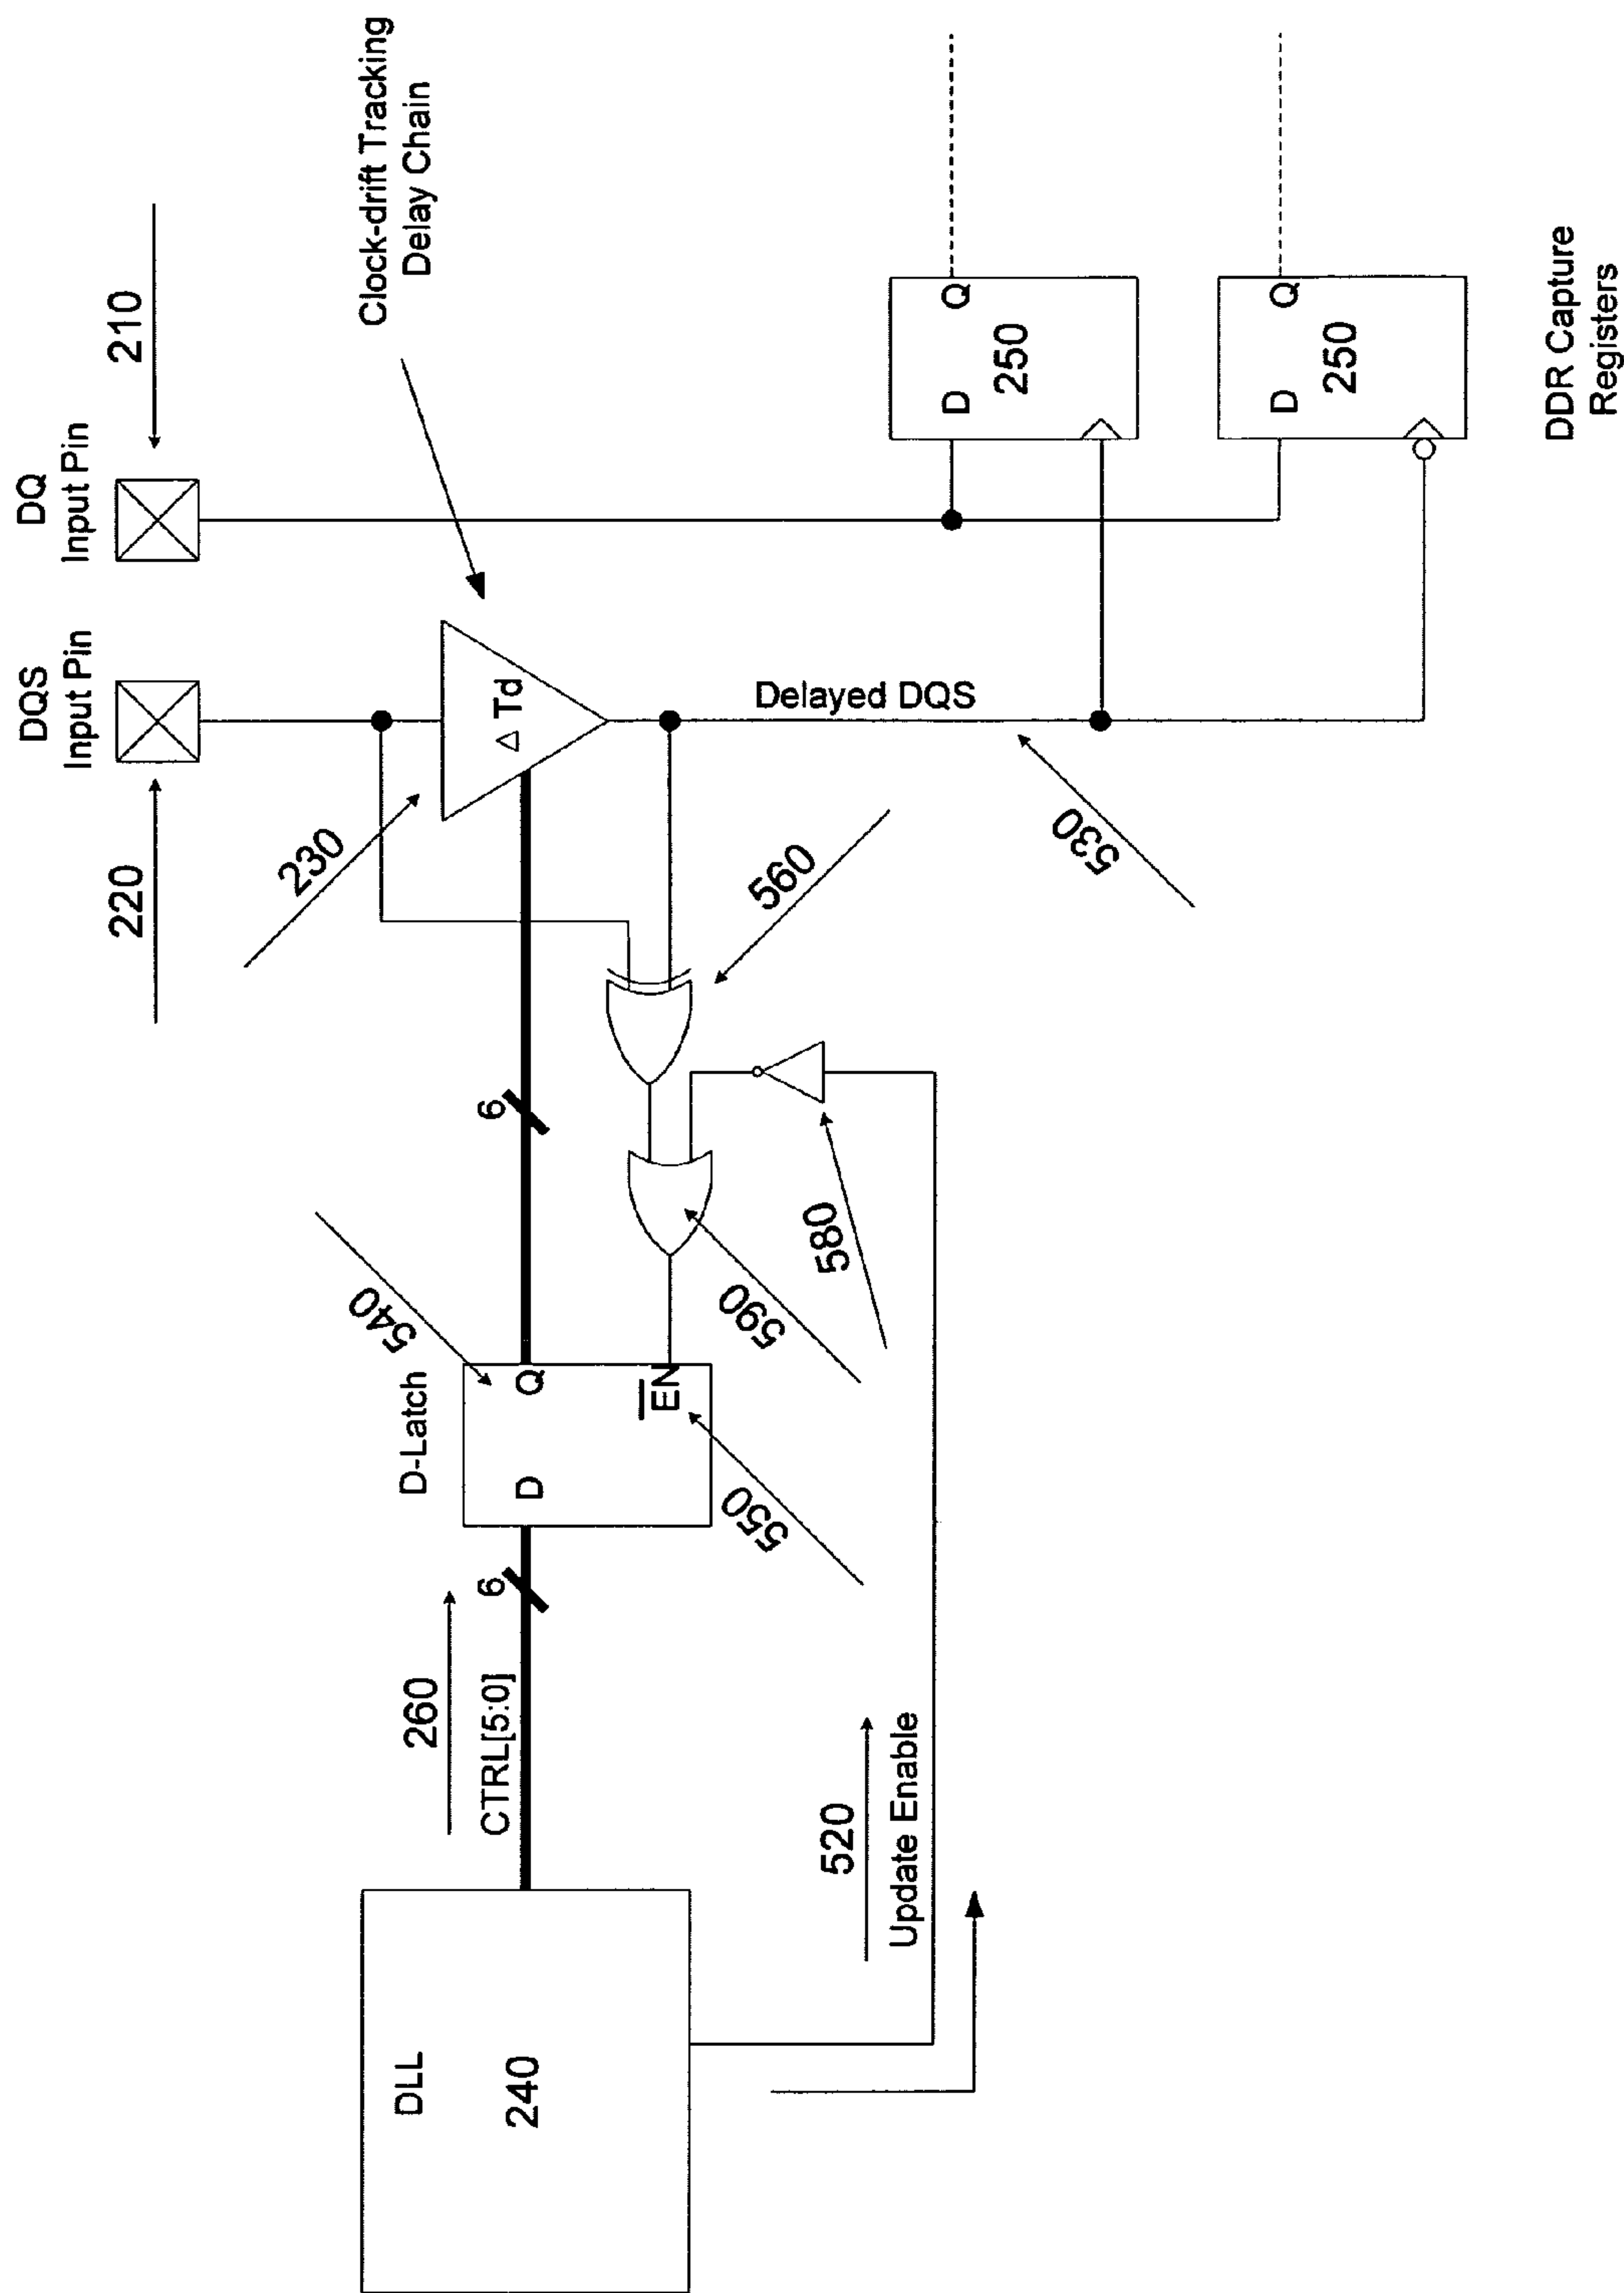 DQS
Input Pin
DQ
Input Pin
220
210
230
Δ Td
Clock-drift Tracking
Delay Chain
DLL
240
260
CTRL[5:0]
6
D-Latch
540
D
Q
EN
550
6
560
590
580
520
Update Enable
Delayed DQS
530
D
Q
250
D
Q
250
DDR Capture
Registers